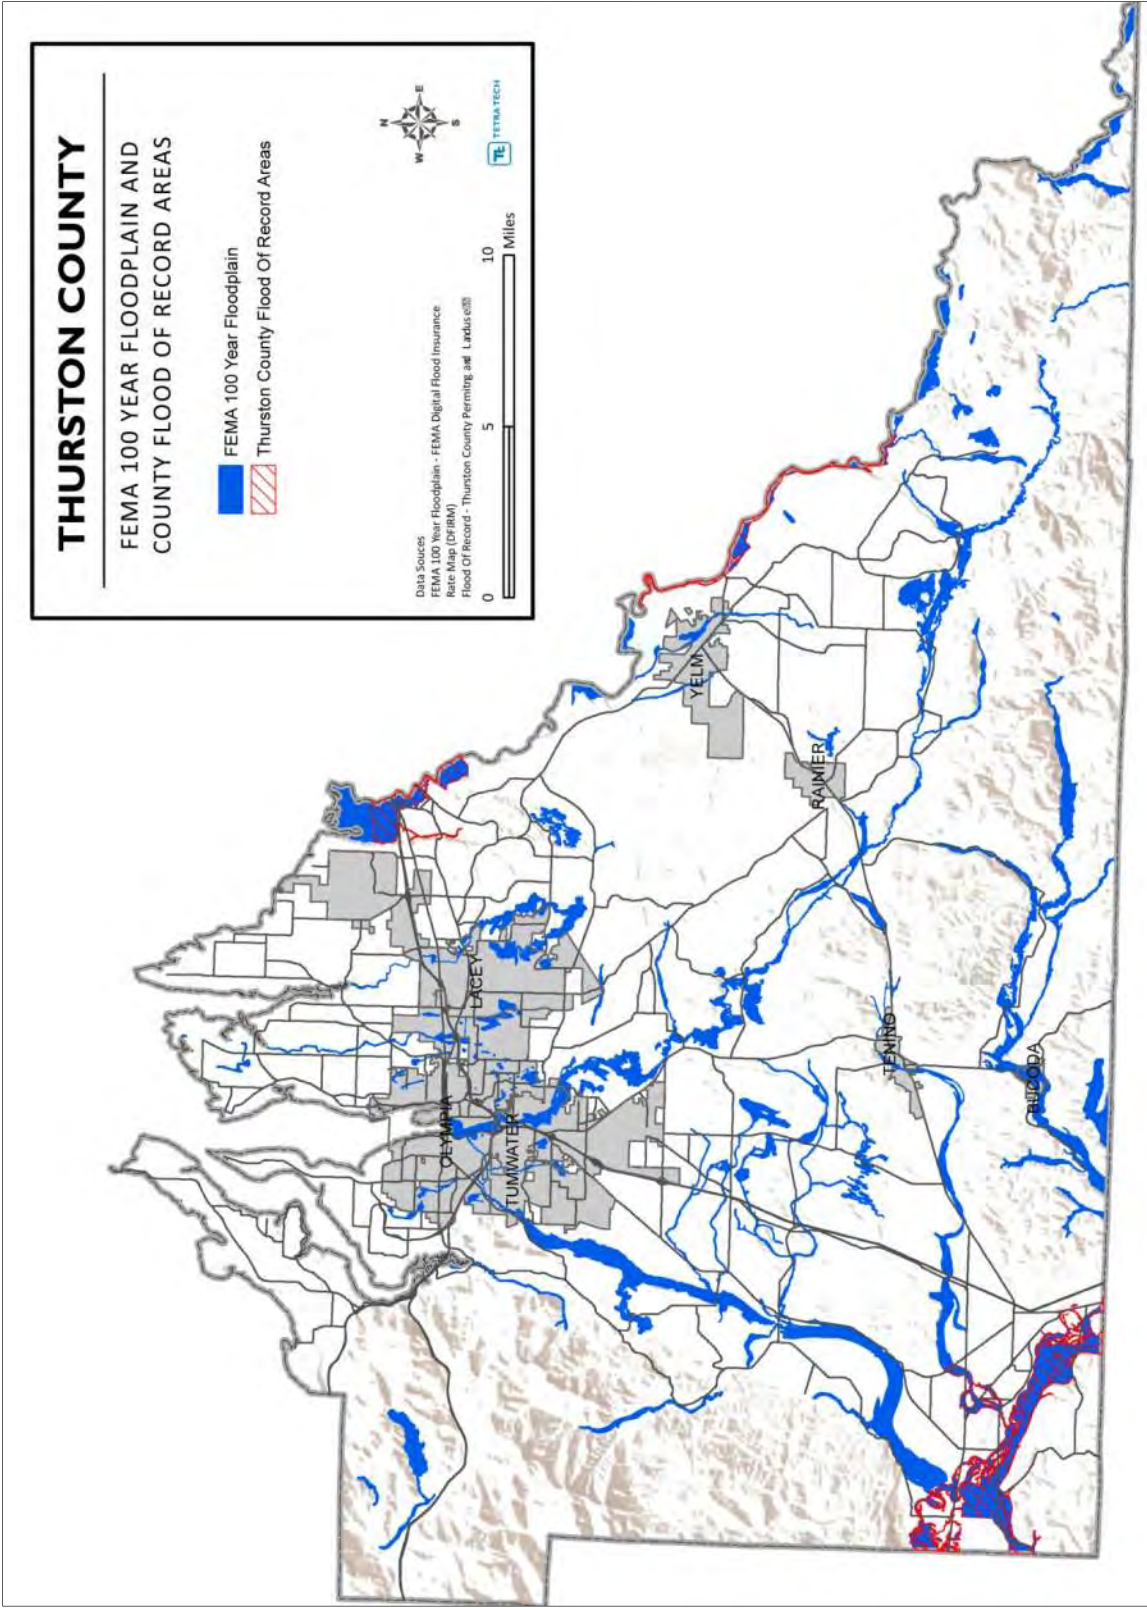 THURSTON COUNTY
FEMA 100 YEAR FLOODPLAIN AND
COUNTY FLOOD OF RECORD AREAS
FEMA 100 Year Floodplain
Thurston County Flood Of Record Areas
Data Souces
FEMA 100 Year Floodplain - FEMA Digital Flood Insurance
Rate Map (DFIRM)
Flood Of Record - Thurston County Permitng and
0 5 10
Miles
N
W E
S
TETRA TECH
OLYMPIA
LACEY
TUMWATER
YELM
RAINIER
TENINO
BUCODA